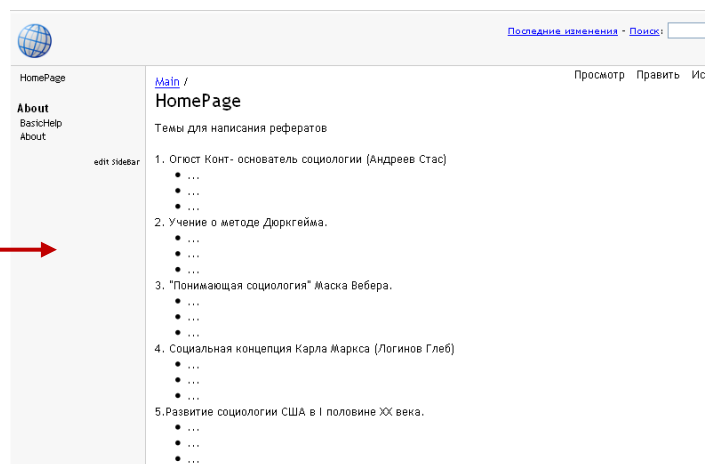 Последние изменения - Поиск:
HomePage
About
BasicHelp
About
edit SideBar
Просмотр Править Ис
Main /
HomePage
Темы для написания рефератов
1. Огюст Конт- основатель социологии (Андреев Стас)
• ...
• ...
• ...
2. Учение о методе Дюркгейма.
• ...
• ...
• ...
3. "Понимающая социология" Маска Вебера.
• ...
• ...
• ...
4. Социальная концепция Карла Маркса (Логинов Глеб)
• ...
• ...
• ...
5.Развитие социологии США в I половине XX века.
• ...
• ...
• ...